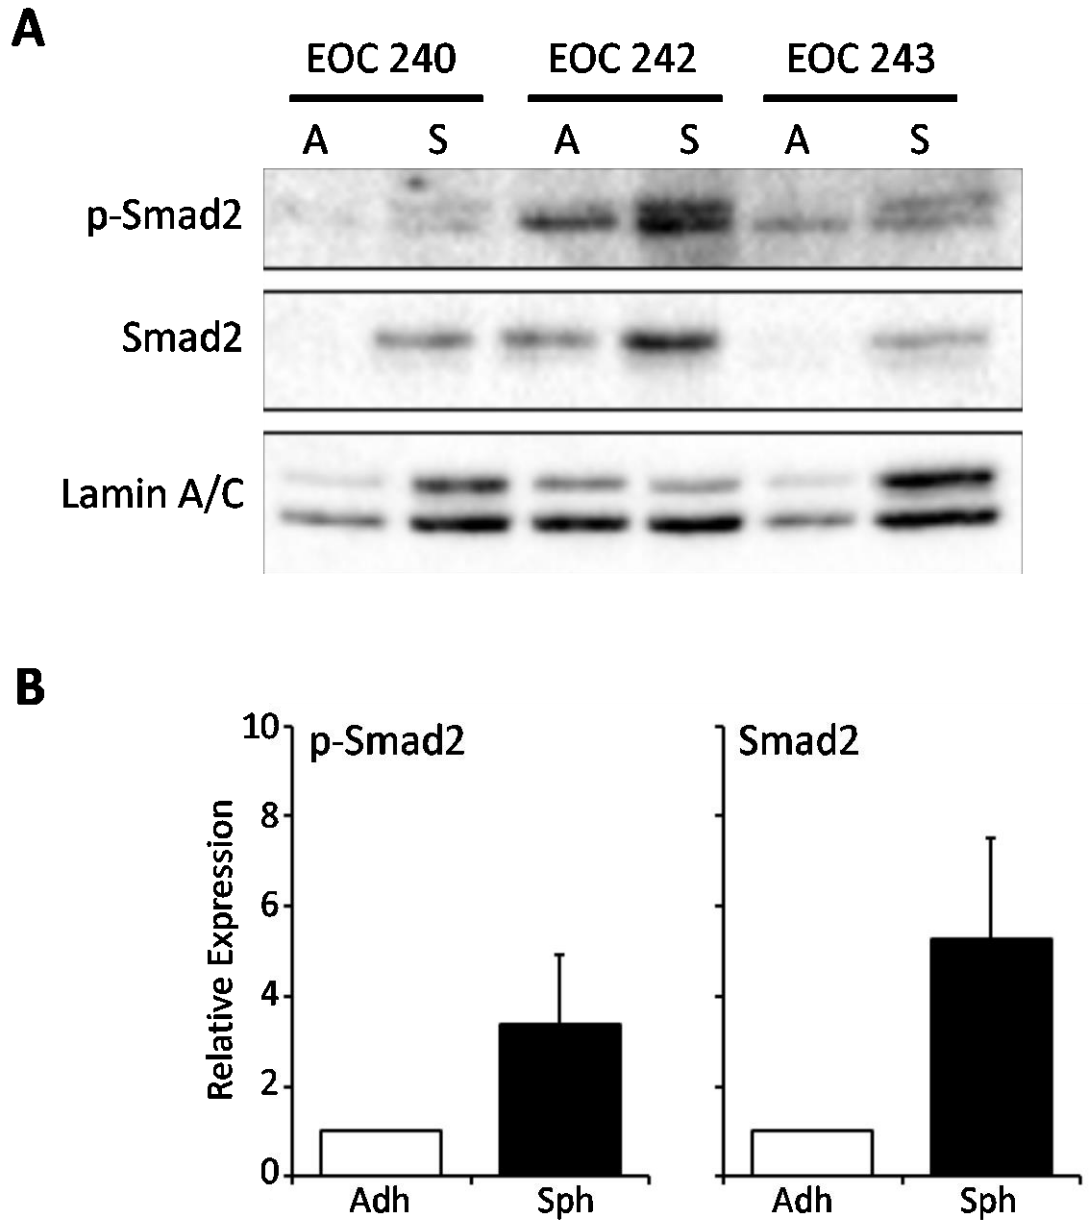 A
EOC 240 EOC 242 EOC 243
A S A S A S
p-Smad2
Smad2
Lamin A/C
B
10 p-Smad2 Smad2
8
6
4
2
0
Relative Expression
Adh Sph Adh Sph